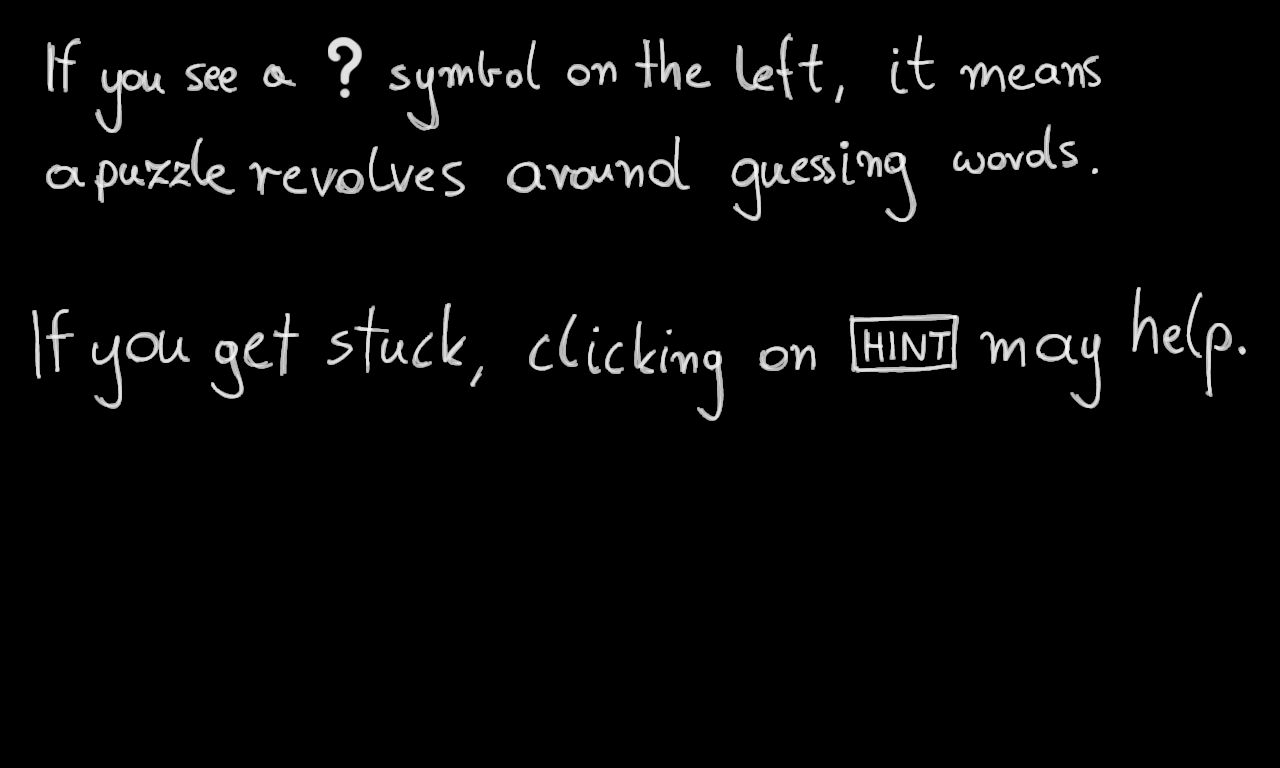 If you see a ? symbol on the left, it means
a puzzle revolves around guessing words.
If you get stuck, clicking on HINT may help.